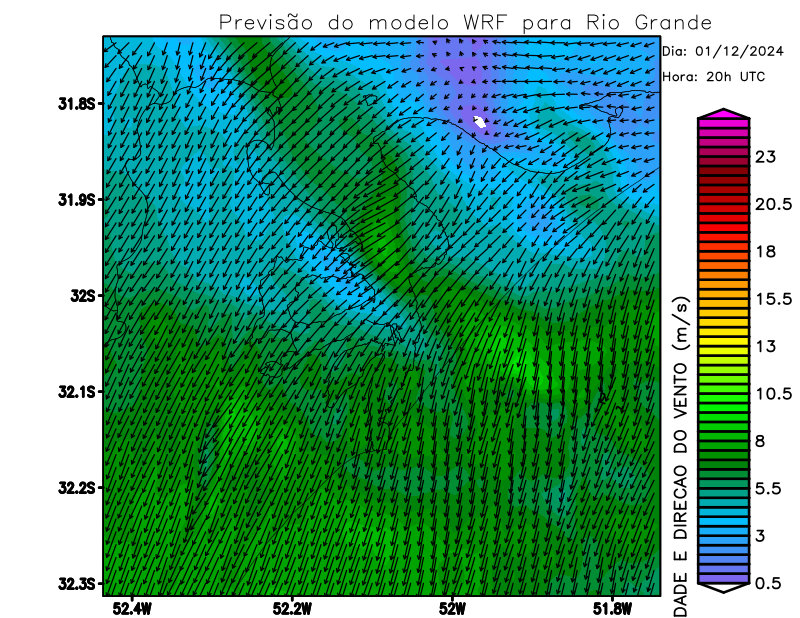 Previsão do modelo WRF para Rio Grande
Dia: 01/12/2024
Hora: 20h UTC
31.8S
31.9S
32S
32.1S
32.2S
32.3S
52.4W
52.2W
52W
51.8W
DADE E DIRECAO DO VENTO (m/s)
23
20.5
18
15.5
13
10.5
8
5.5
3
0.5